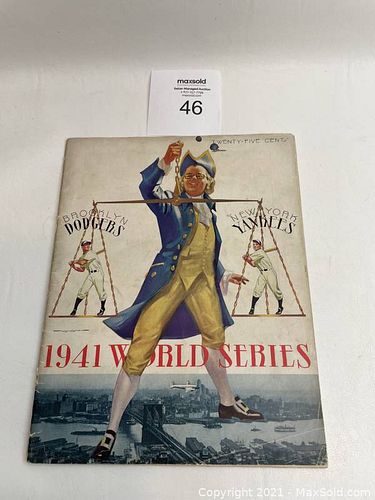 maxsold
46
TWENTY-FIVE CENTS
BROOKLYN
DODGERS
NEW YORK
YANKEES
1941 WORLD SERIES
Copyright © 2021 - MaxSold.com